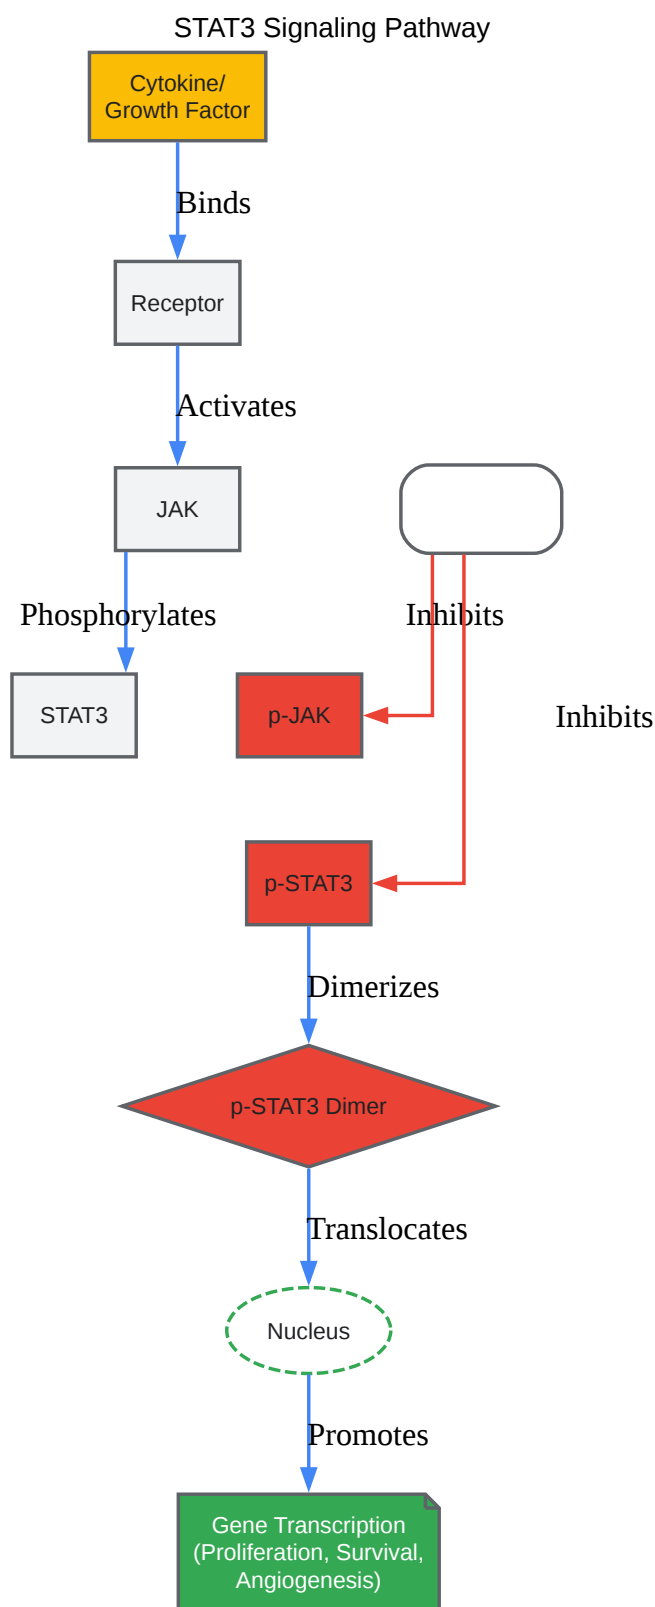 STAT3 Signaling Pathway
Cytokine/
Growth Factor
Binds
Receptor
Activates
JAK
Phosphorylates
Inhibits
STAT3
p-JAK
Inhibits
p-STAT3
Dimerizes
p-STAT3 Dimer
Translocates
Nucleus
Promotes
Gene Transcription
(Proliferation, Survival,
Angiogenesis)